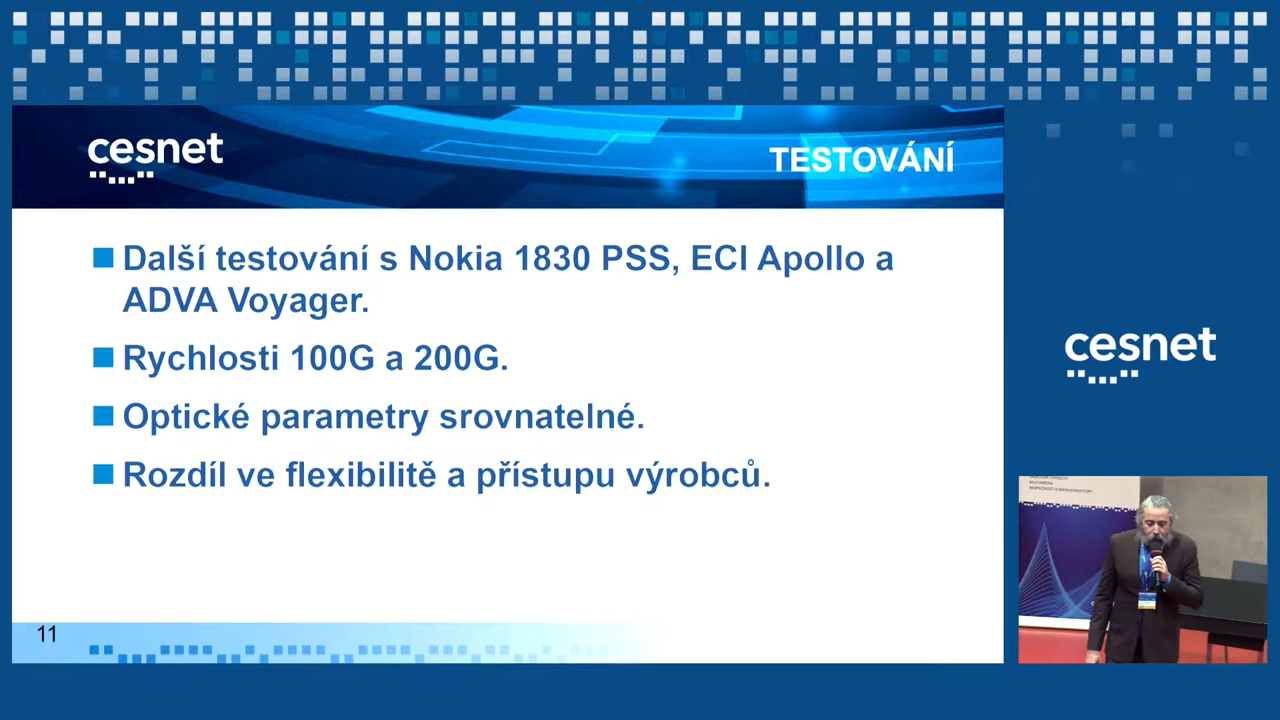 cesnet
TESTOVÁNÍ
Další testování s Nokia 1830 PSS, ECI Apollo a
ADVA Voyager.
Rychlosti 100G a 200G.
Optické parametry srovnatelné.
Rozdíl ve flexibilitě a přístupu výrobců.
11
cesnet
MULTIMÉDIA